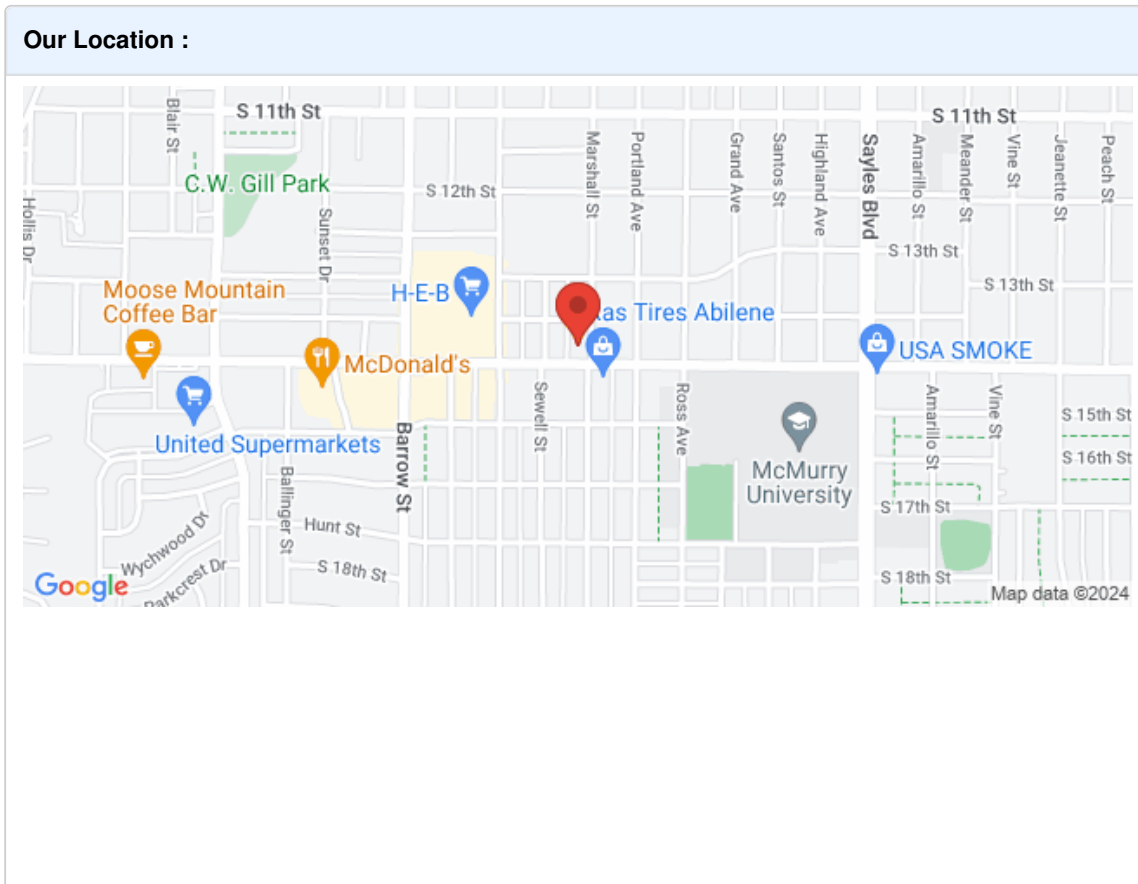 Our Location :
S 11th St
S 11th St
Blair St
Marshall St
Portland Ave
Grand Ave
Santos St
Highland Ave
Sayles Blvd
Amarillo St
Meander St
Vine St
Jeanette St
Peach St
C.W. Gill Park
S 12th St
Hollis Dr
Sunset Dr
S 13th St
S 13th St
Moose Mountain
Coffee Bar
H-E-B
as Tires Abilene
McDonald's
USA SMOKE
United Supermarkets
Barrow St
Sewell St
Ross Ave
Amarillo St
Vine St
S 15th St
S 16th St
McMurry
University
Ballinger St
S 17th St
Wychwood Dr
Hunt St
S 18th St
S 18th St
Parkcrest Dr
Google
Map data ©2024